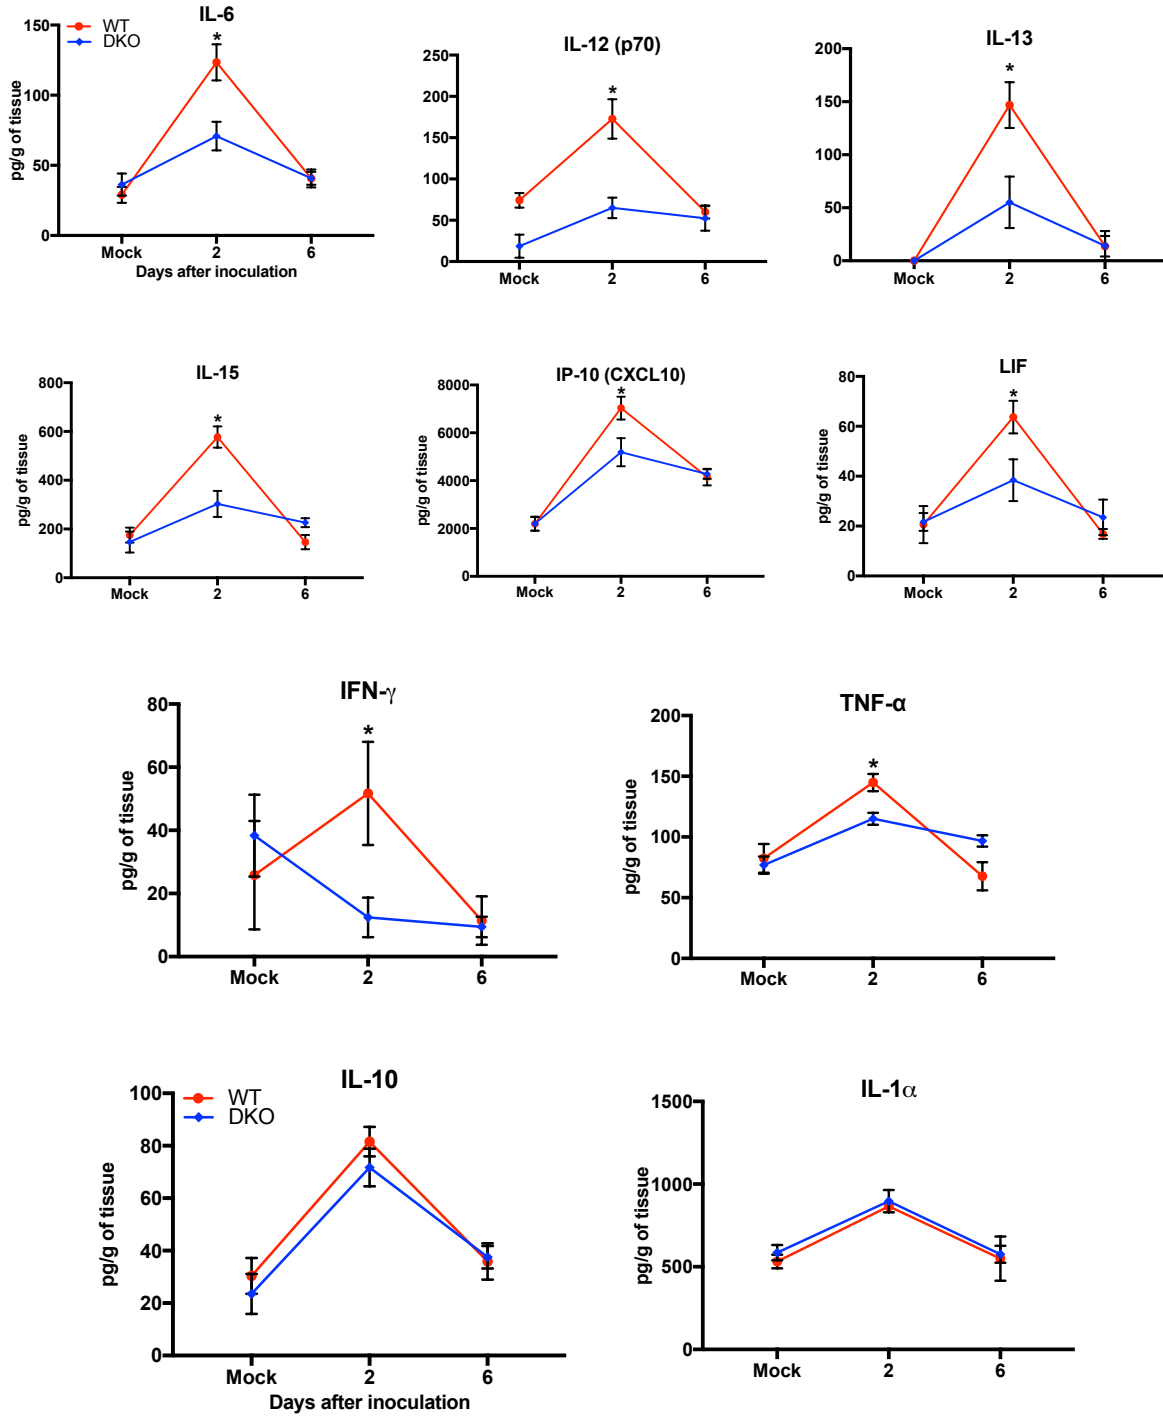 IL-6
WT
DKO
150
100
50
0
pg/g of tissue
*
Mock 2 6
Days after inoculation
IL-12 (p70)
250
200
150
100
50
0
pg/g of tissue
*
Mock 2 6
IL-13
200
150
100
50
0
pg/g of tissue
*
Mock 2 6
IL-15
800
600
400
200
0
pg/g of tissue
*
Mock 2 6
IP-10 (CXCL10)
8000
6000
4000
2000
0
pg/g of tissue
*
Mock 2 6
LIF
80
60
40
20
0
pg/g of tissue
*
Mock 2 6
IFN-γ
80
60
40
20
0
pg/g of tissue
*
Mock 2 6
TNF-α
200
150
100
50
0
pg/g of tissue
*
Mock 2 6
IL-10
WT
DKO
100
80
60
40
20
0
pg/g of tissue
Mock 2 6
Days after inoculation
IL-1α
1500
1000
500
0
pg/g of tissue
Mock 2 6